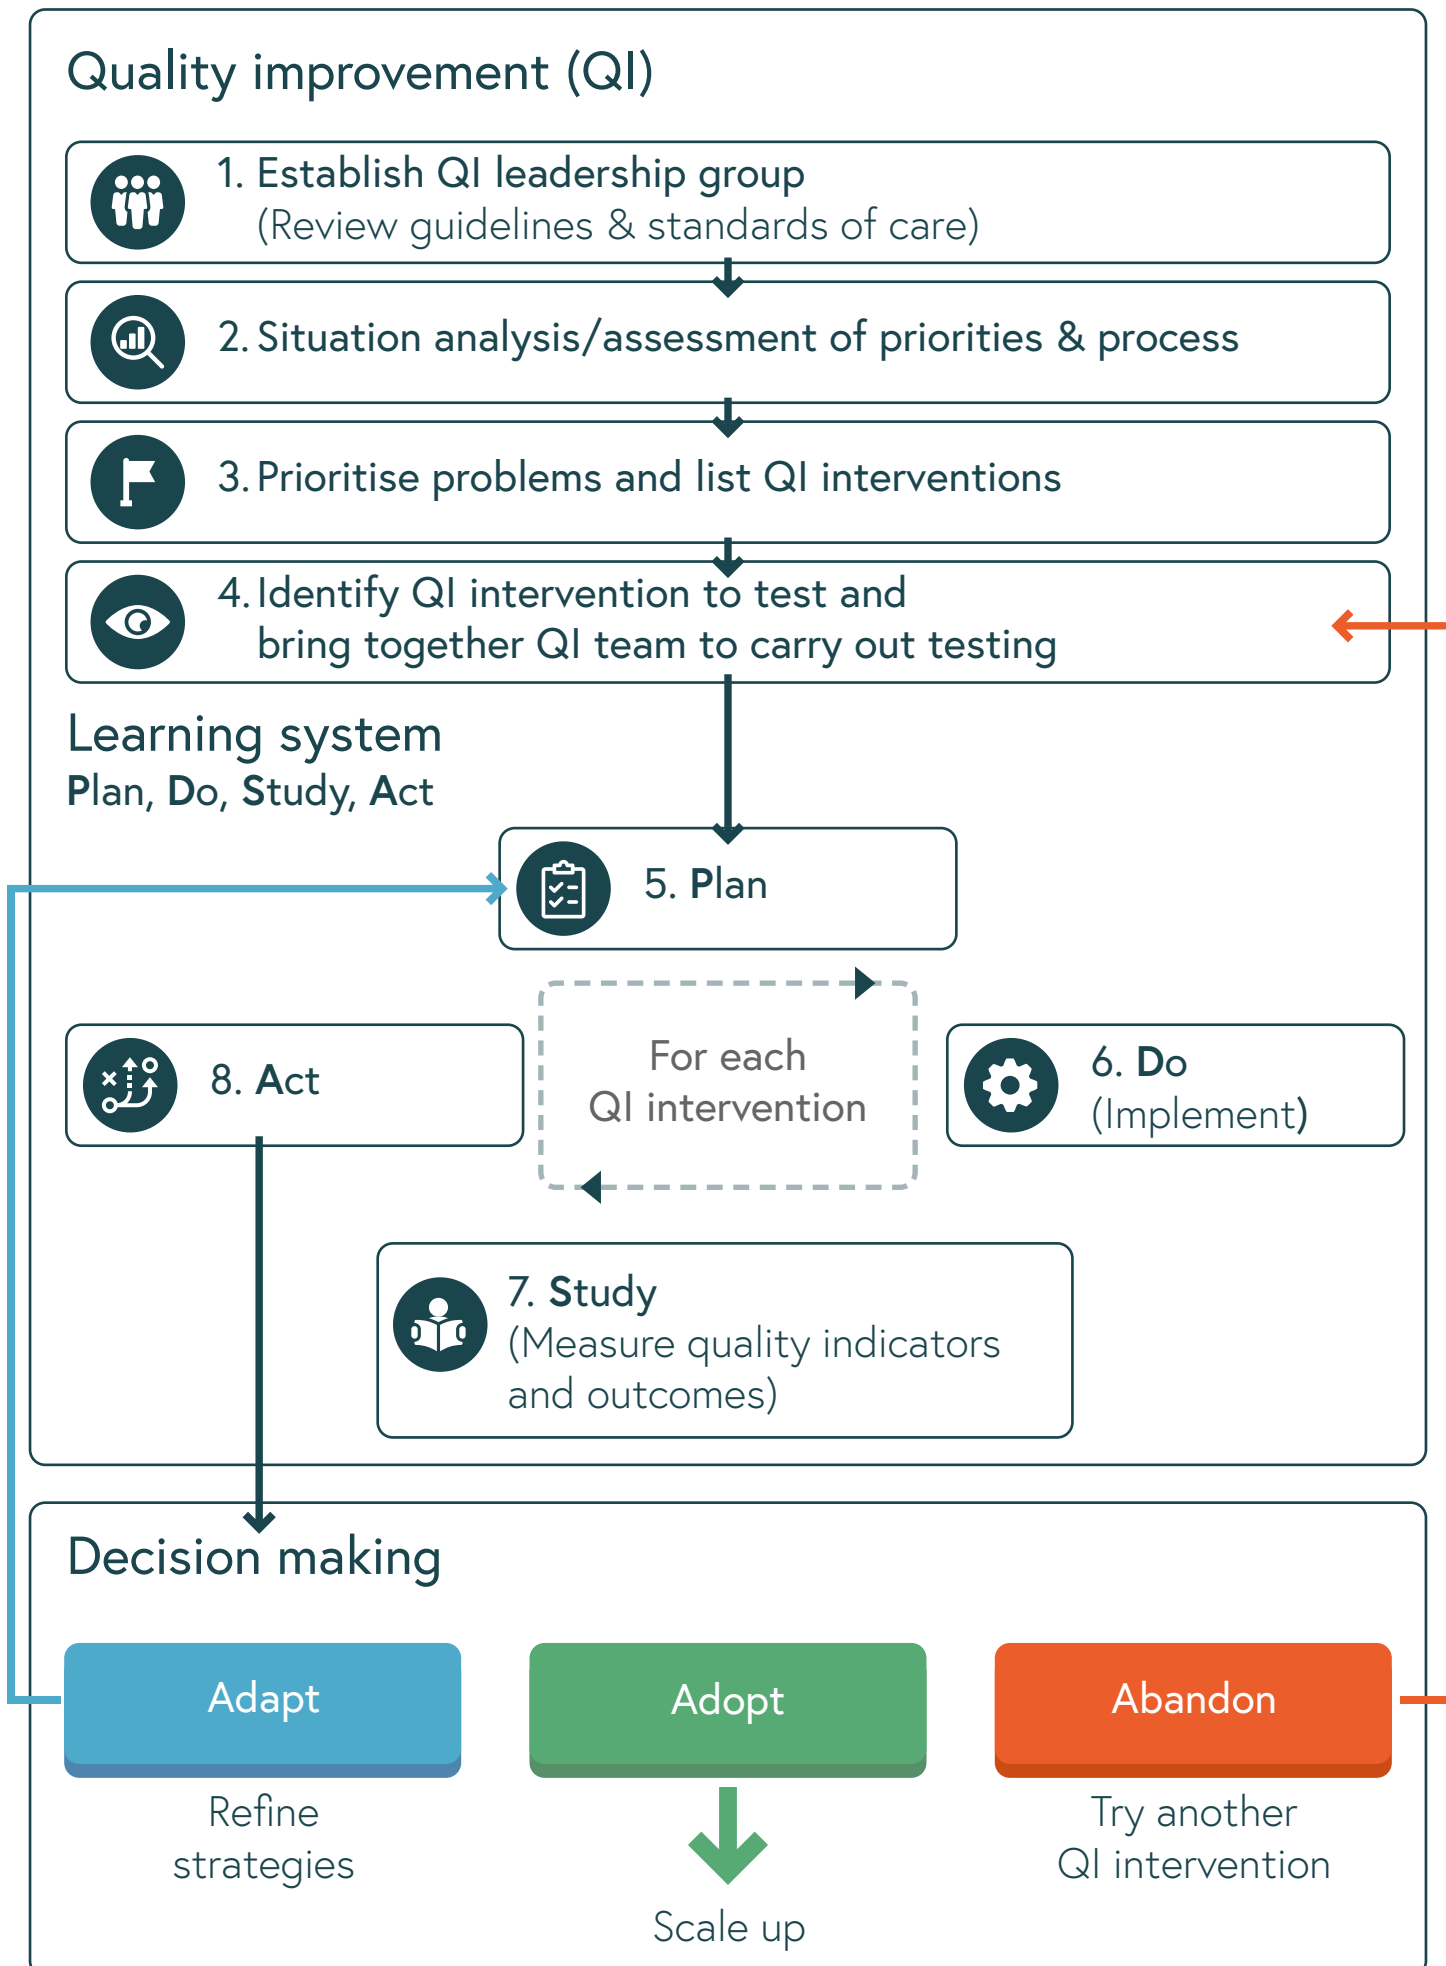 Quality improvement (QI)
1. Establish QI leadership group
(Review guidelines & standards of care)
2. Situation analysis/assessment of priorities & process
3. Prioritise problems and list QI interventions
4. Identify QI intervention to test and
bring together QI team to carry out testing
Learning system
Plan, Do, Study, Act
5. Plan
For each
QI intervention
6. Do
(Implement)
7. Study
(Measure quality indicators
and outcomes)
8. Act
Decision making
Adapt
Refine
strategies
Adopt
Scale up
Abandon
Try another
QI intervention